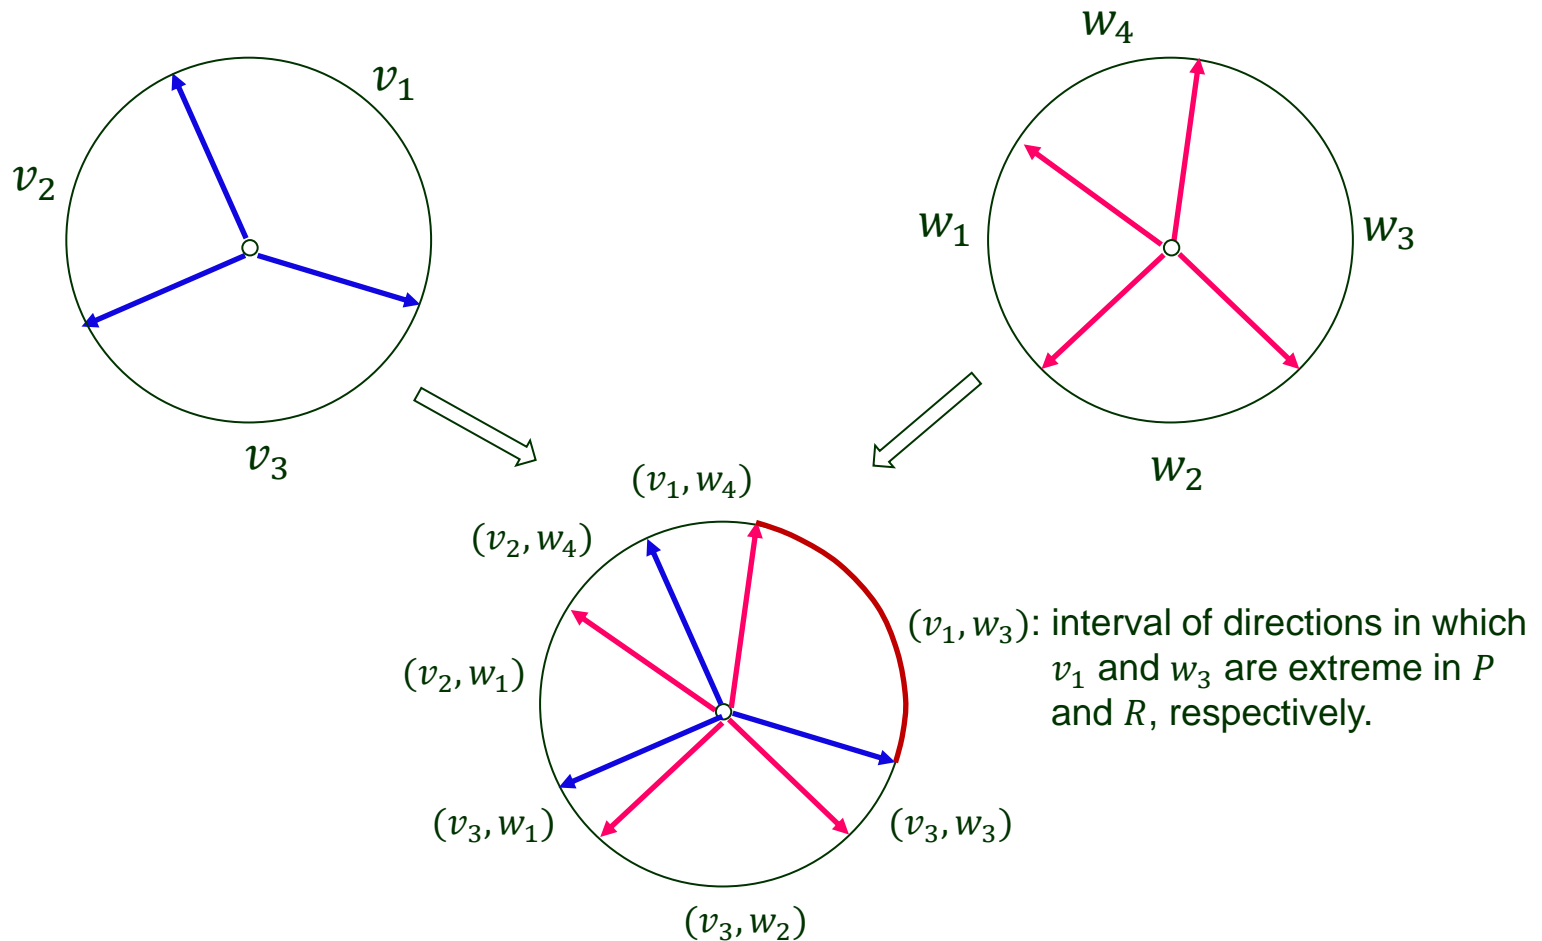 w₄
v₁
v₂
w₁
w₃
v₃
w₂
(v₁, w₄)
(v₂, w₄)
(v₁, w₃): interval of directions in which
v₁ and w₃ are extreme in P
and R, respectively.
(v₂, w₁)
(v₃, w₁)
(v₃, w₃)
(v₃, w₂)